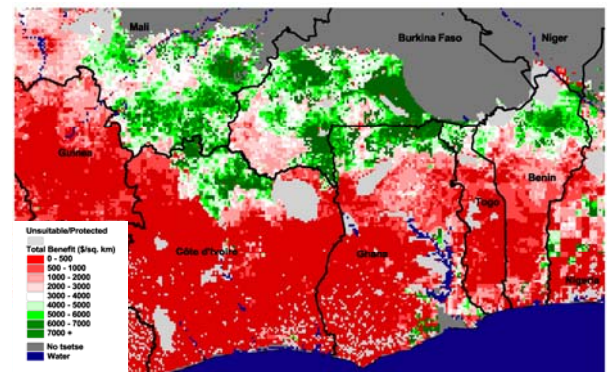 Mali
Burkina Faso
Niger
Guinea
Benin
Togo
Côte d'Ivoire
Ghana
Nigeria
Unsuitable/Protected
Total Benefit ($/sq. km)
0 - 500
500 - 1000
1000 - 2000
2000 - 3000
3000 - 4000
4000 - 5000
5000 - 6000
6000 - 7000
7000 +
No tsetse
Water